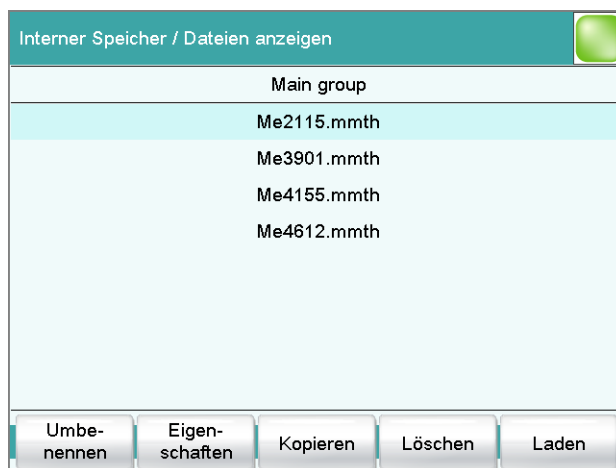 Interner Speicher / Dateien anzeigen
Main group
Me2115.mmth
Me3901.mmth
Me4155.mmth
Me4612.mmth
Umbe-
nennen
Eigen-
schaften
Kopieren
Löschen
Laden